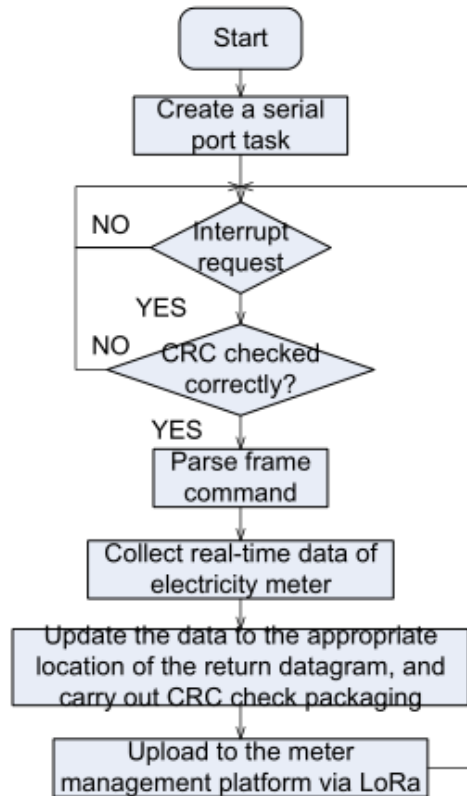 Start
Create a serial
port task
NO
Interrupt
request
YES
NO
CRC checked
correctly?
YES
Parse frame
command
Collect real-time data of
electricity meter
Update the data to the appropriate
location of the return datagram, and
carry out CRC check packaging
Upload to the meter
management platform via LoRa